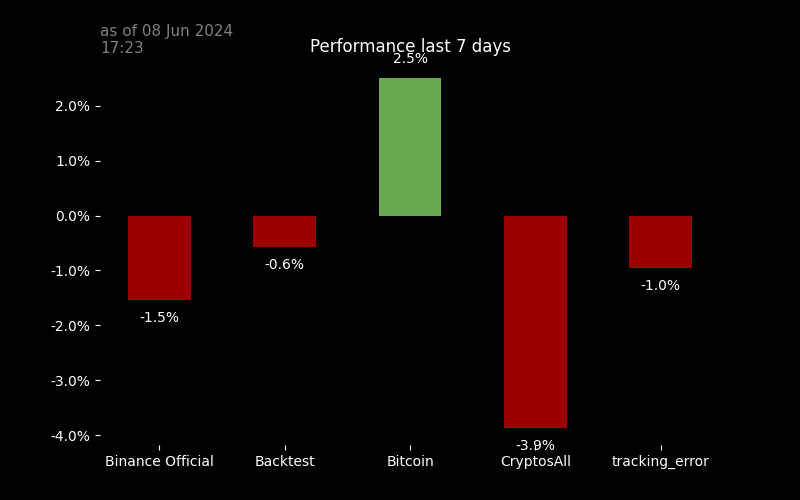 as of 08 Jun 2024
17:23
Performance last 7 days
2.5%
2.0%
1.0%
0.0%
-1.0%
-2.0%
-3.0%
-4.0%
-1.5%
-0.6%
-3.9%
-1.0%
Binance Official
Backtest
Bitcoin
CryptosAll
tracking_error